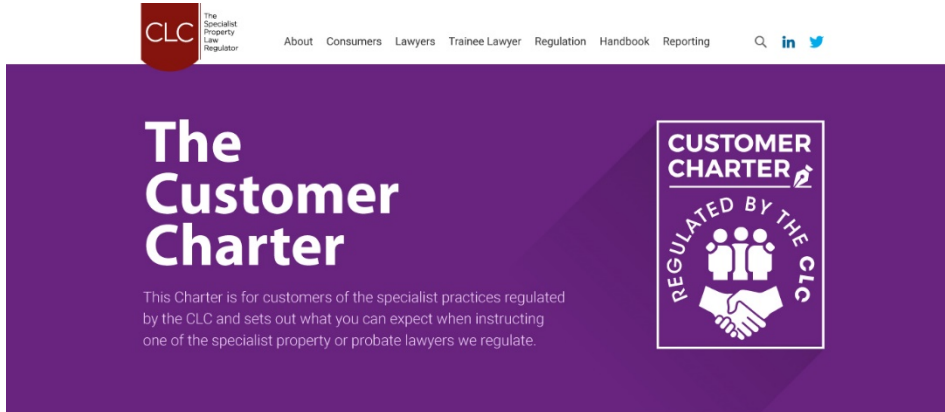 CLC
The
Specialist
Property
Law
Regulator
About Consumers Lawyers Trainee Lawyer Regulation Handbook Reporting
in
The
Customer
Charter
This Charter is for customers of the specialist practices regulated
by the CLC and sets out what you can expect when instructing
one of the specialist property or probate lawyers we regulate.
CUSTOMER
CHARTER
REGULATED BY THE CLC